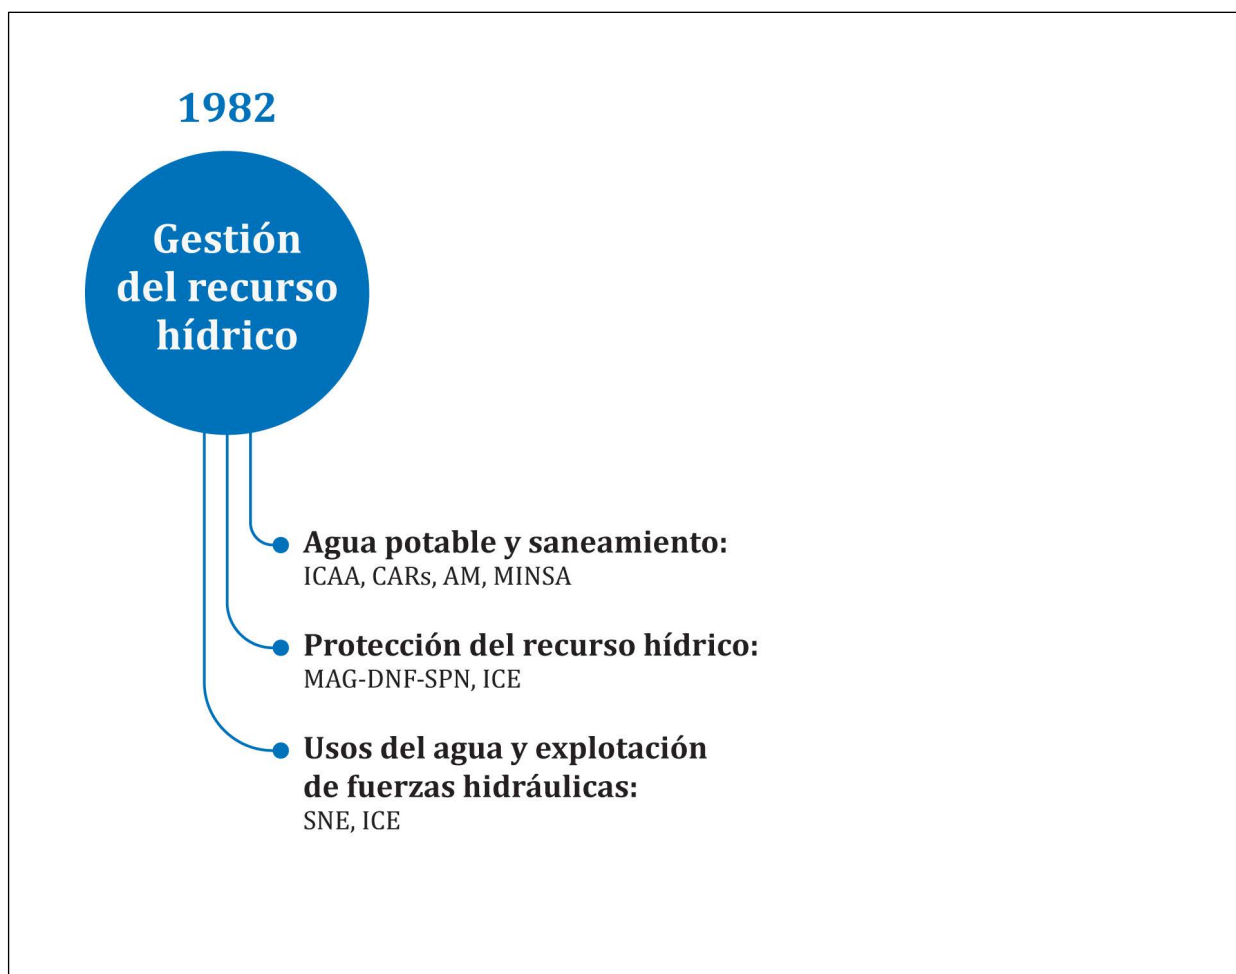 1982
Gestión
del recurso
hídrico
Agua potable y saneamiento:
ICAA, CARs, AM, MINSA
Protección del recurso hídrico:
MAG-DNF-SPN, ICE
Usos del agua y explotación
de fuerzas hidráulicas:
SNE, ICE